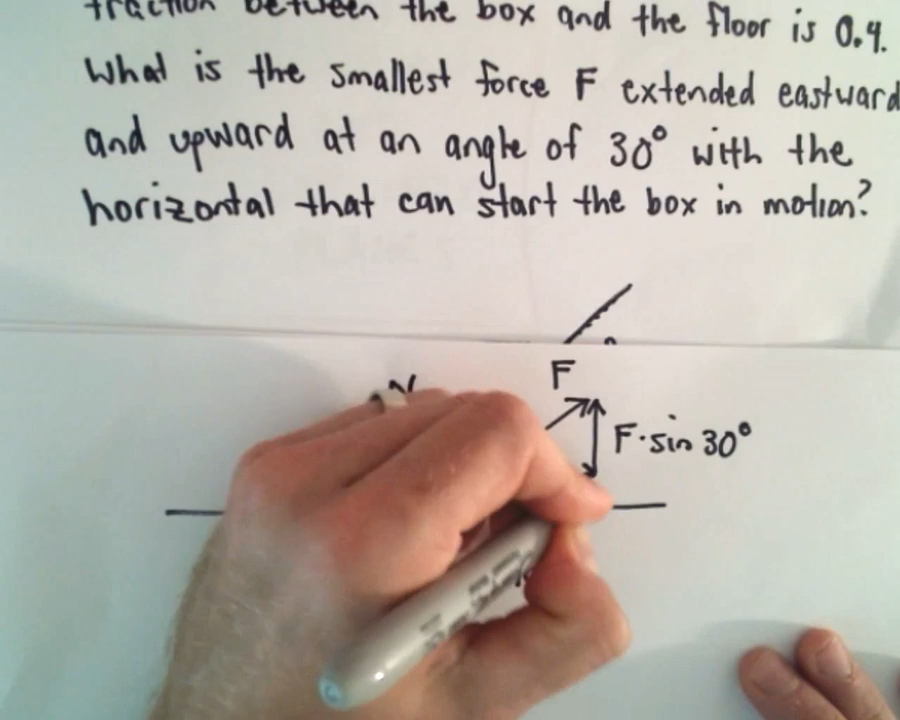 fraction between the box and the floor is 0.4.
What is the smallest force F extended eastward
and upward at an angle of 30° with the
horizontal that can start the box in motion?
F
N
F·sin 30°